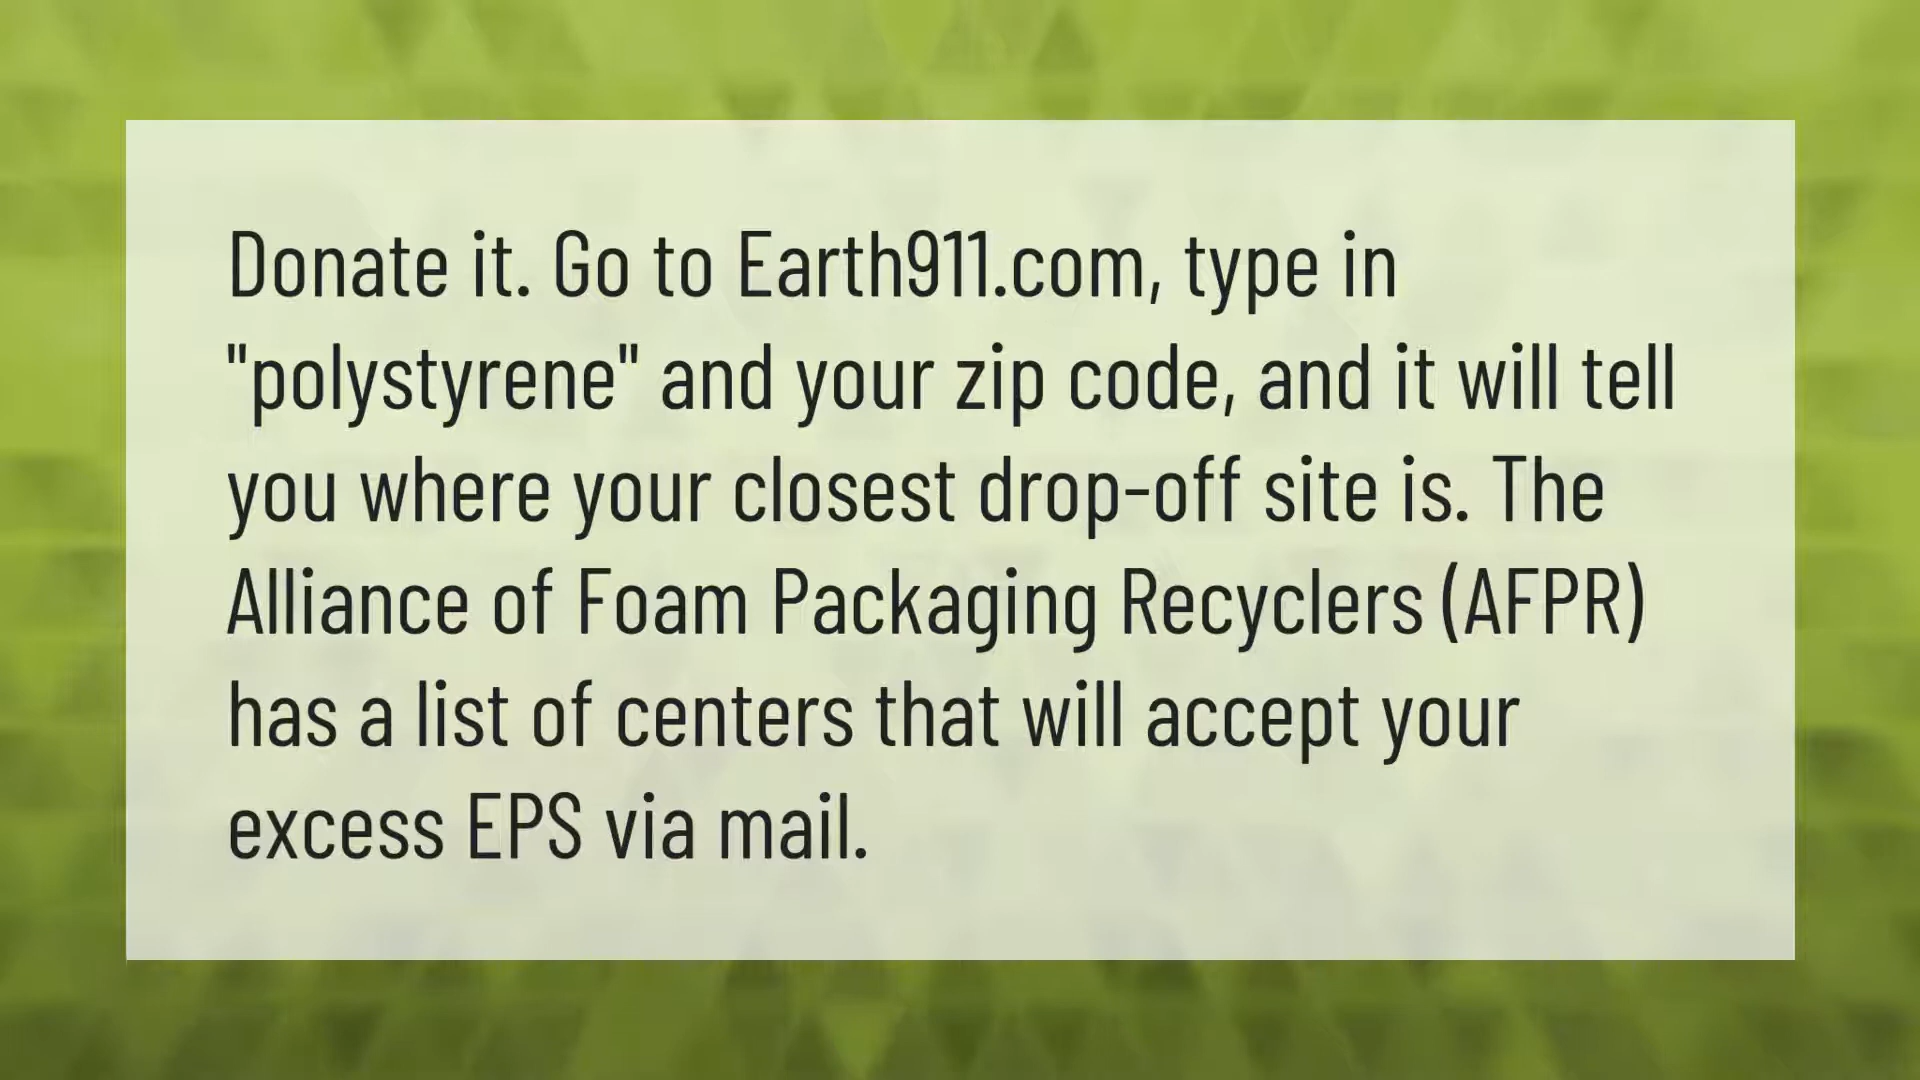 Donate it. Go to Earth911.com, type in
"polystyrene" and your zip code, and it will tell
you where your closest drop-off site is. The
Alliance of Foam Packaging Recyclers (AFPR)
has a list of centers that will accept your
excess EPS via mail.